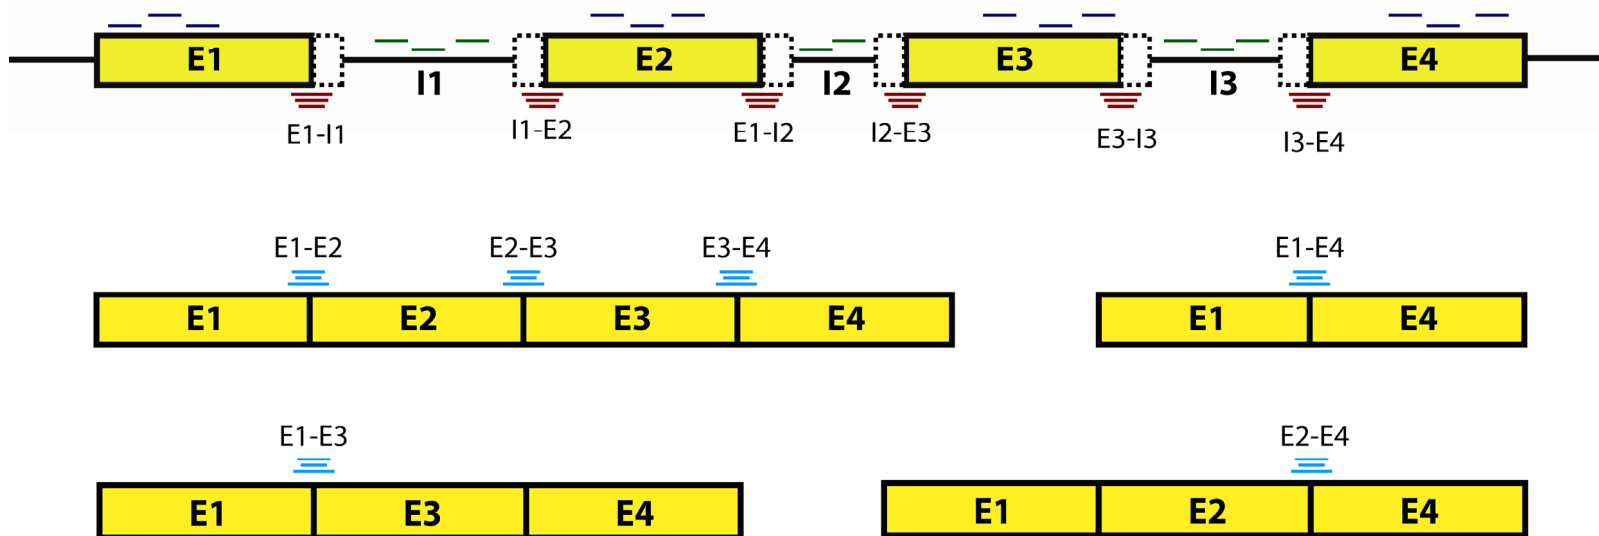 E1 E2 E3 E4
I1 I2 I3
E1-I1 I1-E2 E1-I2 I2-E3 E3-I3 I3-E4
E1-E2 E2-E3 E3-E4 E1-E4
E1 E2 E3 E4 E1 E4
E1-E3 E2-E4
E1 E3 E4 E1 E2 E4